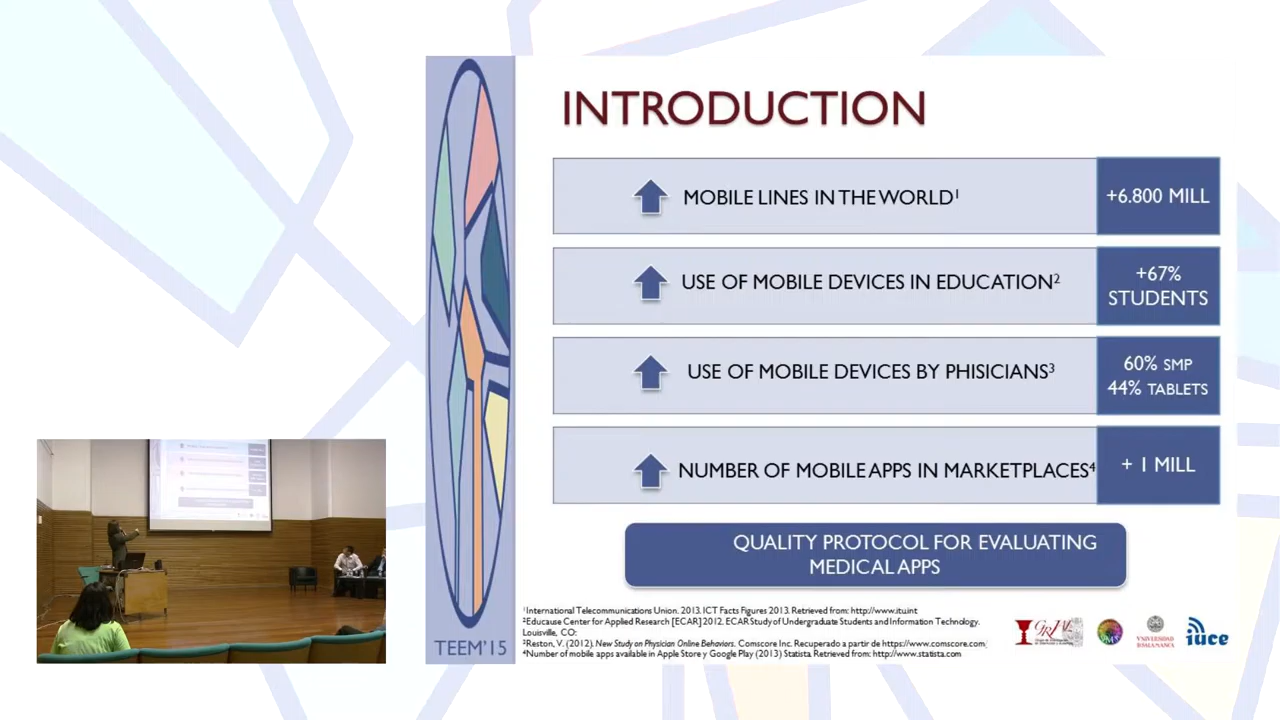 INTRODUCTION
MOBILE LINES IN THE WORLD¹
+6.800 MILL
USE OF MOBILE DEVICES IN EDUCATION²
+67%
STUDENTS
USE OF MOBILE DEVICES BY PHISICIANS³
60% SMP
44% TABLETS
NUMBER OF MOBILE APPS IN MARKETPLACES⁴
+ 1 MILL
QUALITY PROTOCOL FOR EVALUATING
MEDICAL APPS
¹International Telecommunications Union. 2013. ICT Facts Figures 2013. Retrieved from: http://www.itu.int
²Educause Center for Applied Research [ECAR] 2012. ECAR Study of Undergraduate Students and Information Technology.
Louisville, CO:
³Reston, V. (2012). New Study on Physician Online Behaviors. Comscore Inc. Recuperado a partir de https://www.comscore.com
⁴Number of mobile apps available in Apple Store y Google Play (2013) Statista. Retrieved from: http://www.statista.com
TEEM'15
GRIAL
VNIVERSIDAD
iuce